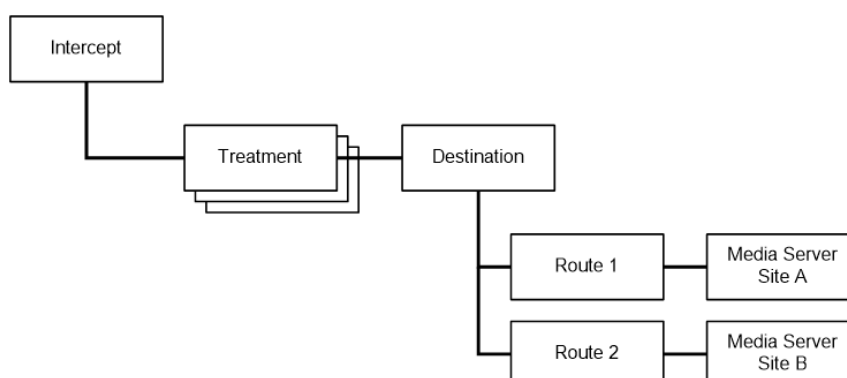 Intercept
Treatment
Destination
Route 1
Media Server
Site A
Route 2
Media Server
Site B